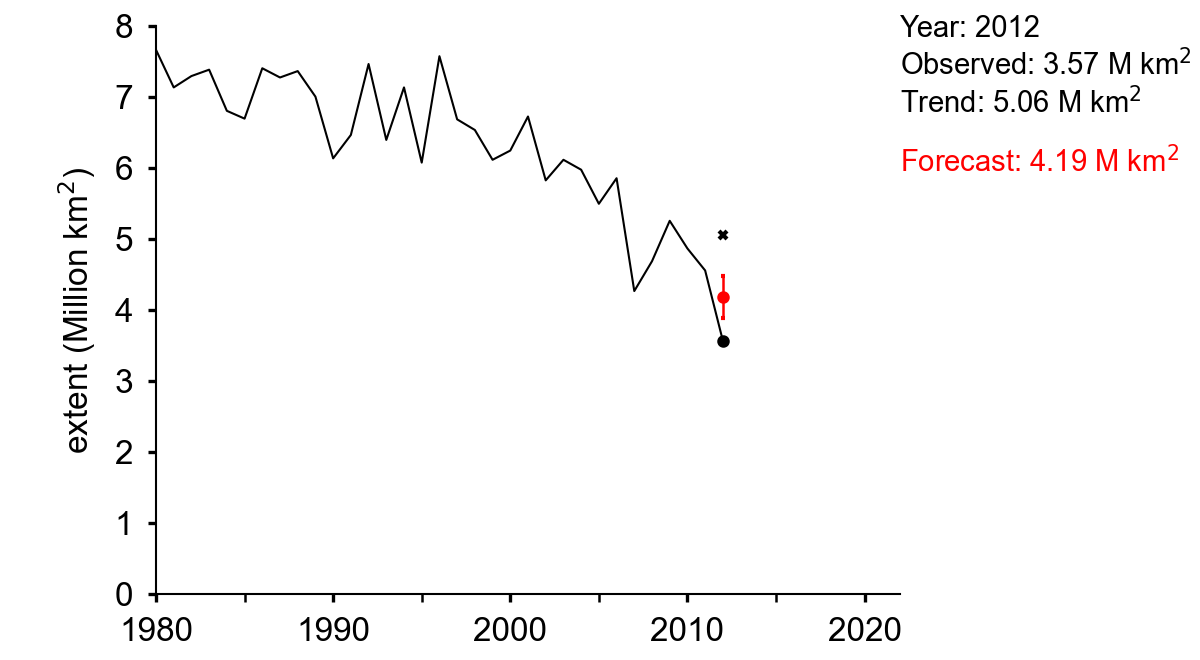 Year: 2012
Observed: 3.57 M km²
Trend: 5.06 M km²
Forecast: 4.19 M km²
extent (Million km²)
8
7
6
5
4
3
2
1
0
1980 1990 2000 2010 2020